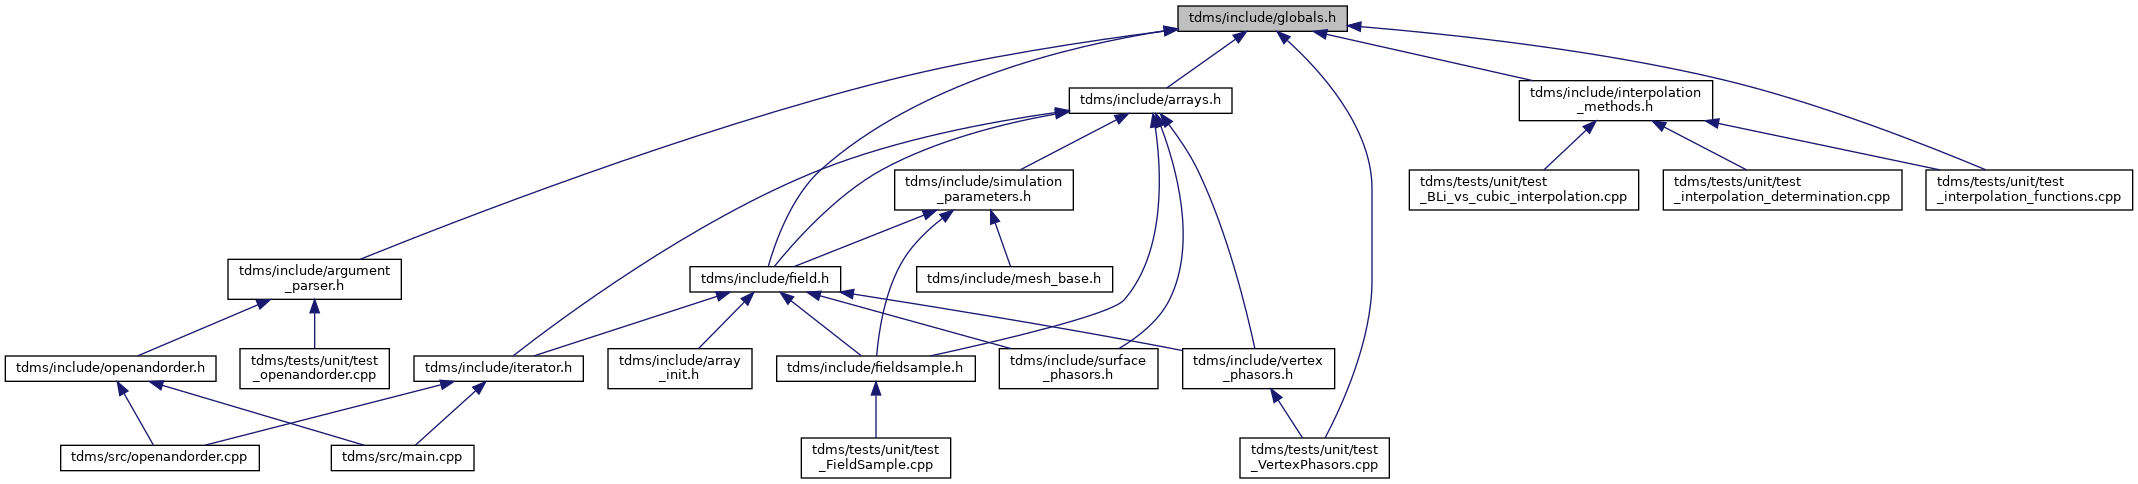 tdms/include/globals.h
tdms/include/arrays.h
tdms/include/interpolation
_methods.h
tdms/include/simulation
_parameters.h
tdms/tests/unit/test
_BLi_vs_cubic_interpolation.cpp
tdms/tests/unit/test
_interpolation_determination.cpp
tdms/tests/unit/test
_interpolation_functions.cpp
tdms/include/argument
_parser.h
tdms/include/field.h
tdms/include/mesh_base.h
tdms/include/openandorder.h
tdms/tests/unit/test
_openandorder.cpp
tdms/include/iterator.h
tdms/include/array
_init.h
tdms/include/fieldsample.h
tdms/include/surface
_phasors.h
tdms/include/vertex
_phasors.h
tdms/src/openandorder.cpp
tdms/src/main.cpp
tdms/tests/unit/test
_FieldSample.cpp
tdms/tests/unit/test
_VertexPhasors.cpp